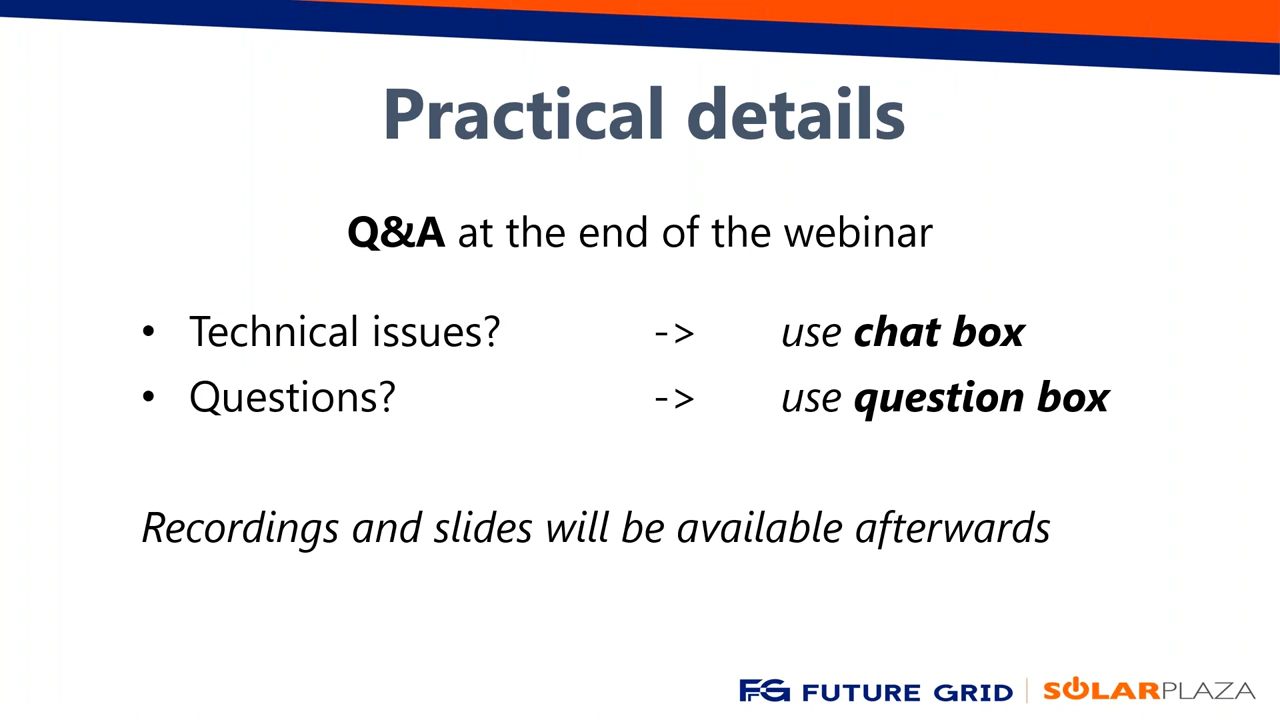 Practical details
Q&A at the end of the webinar
• Technical issues? -> use chat box
• Questions? -> use question box
Recordings and slides will be available afterwards
FG FUTURE GRID | SOLARPLAZA